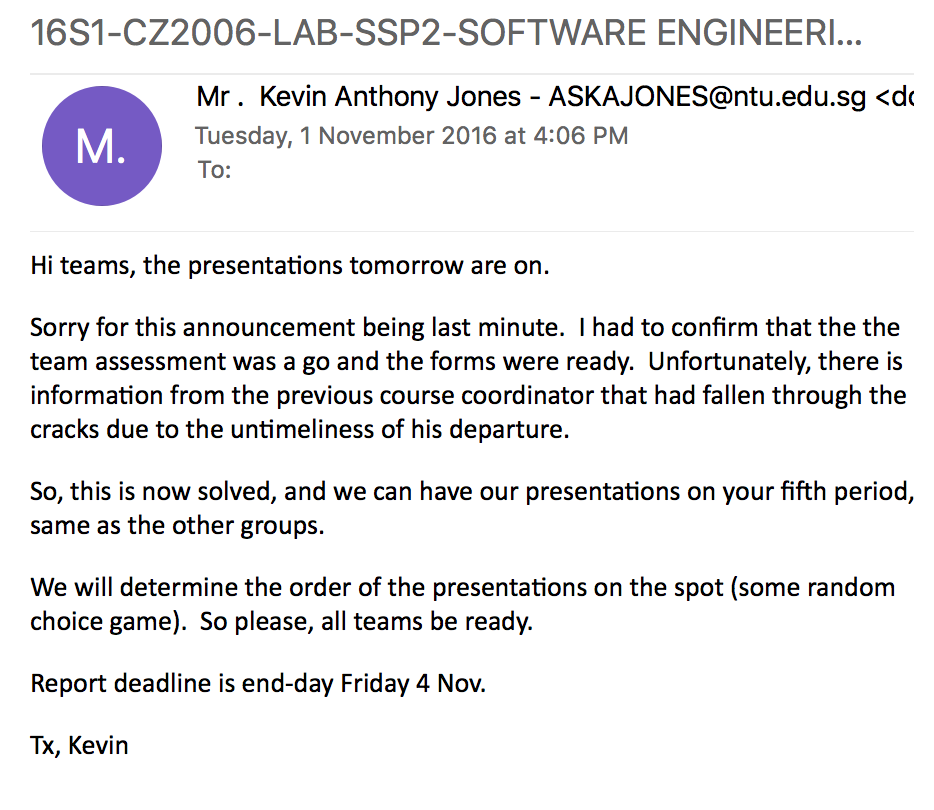 16S1-CZ2006-LAB-SSP2-SOFTWARE ENGINEERI...
M.
Mr .  Kevin Anthony Jones - ASKAJONES@ntu.edu.sg <do
Tuesday, 1 November 2016 at 4:06 PM
To:
Hi teams, the presentations tomorrow are on.
Sorry for this announcement being last minute.  I had to confirm that the the
team assessment was a go and the forms were ready.  Unfortunately, there is
information from the previous course coordinator that had fallen through the
cracks due to the untimeliness of his departure.
So, this is now solved, and we can have our presentations on your fifth period,
same as the other groups.
We will determine the order of the presentations on the spot (some random
choice game).  So please, all teams be ready.
Report deadline is end-day Friday 4 Nov.
Tx, Kevin